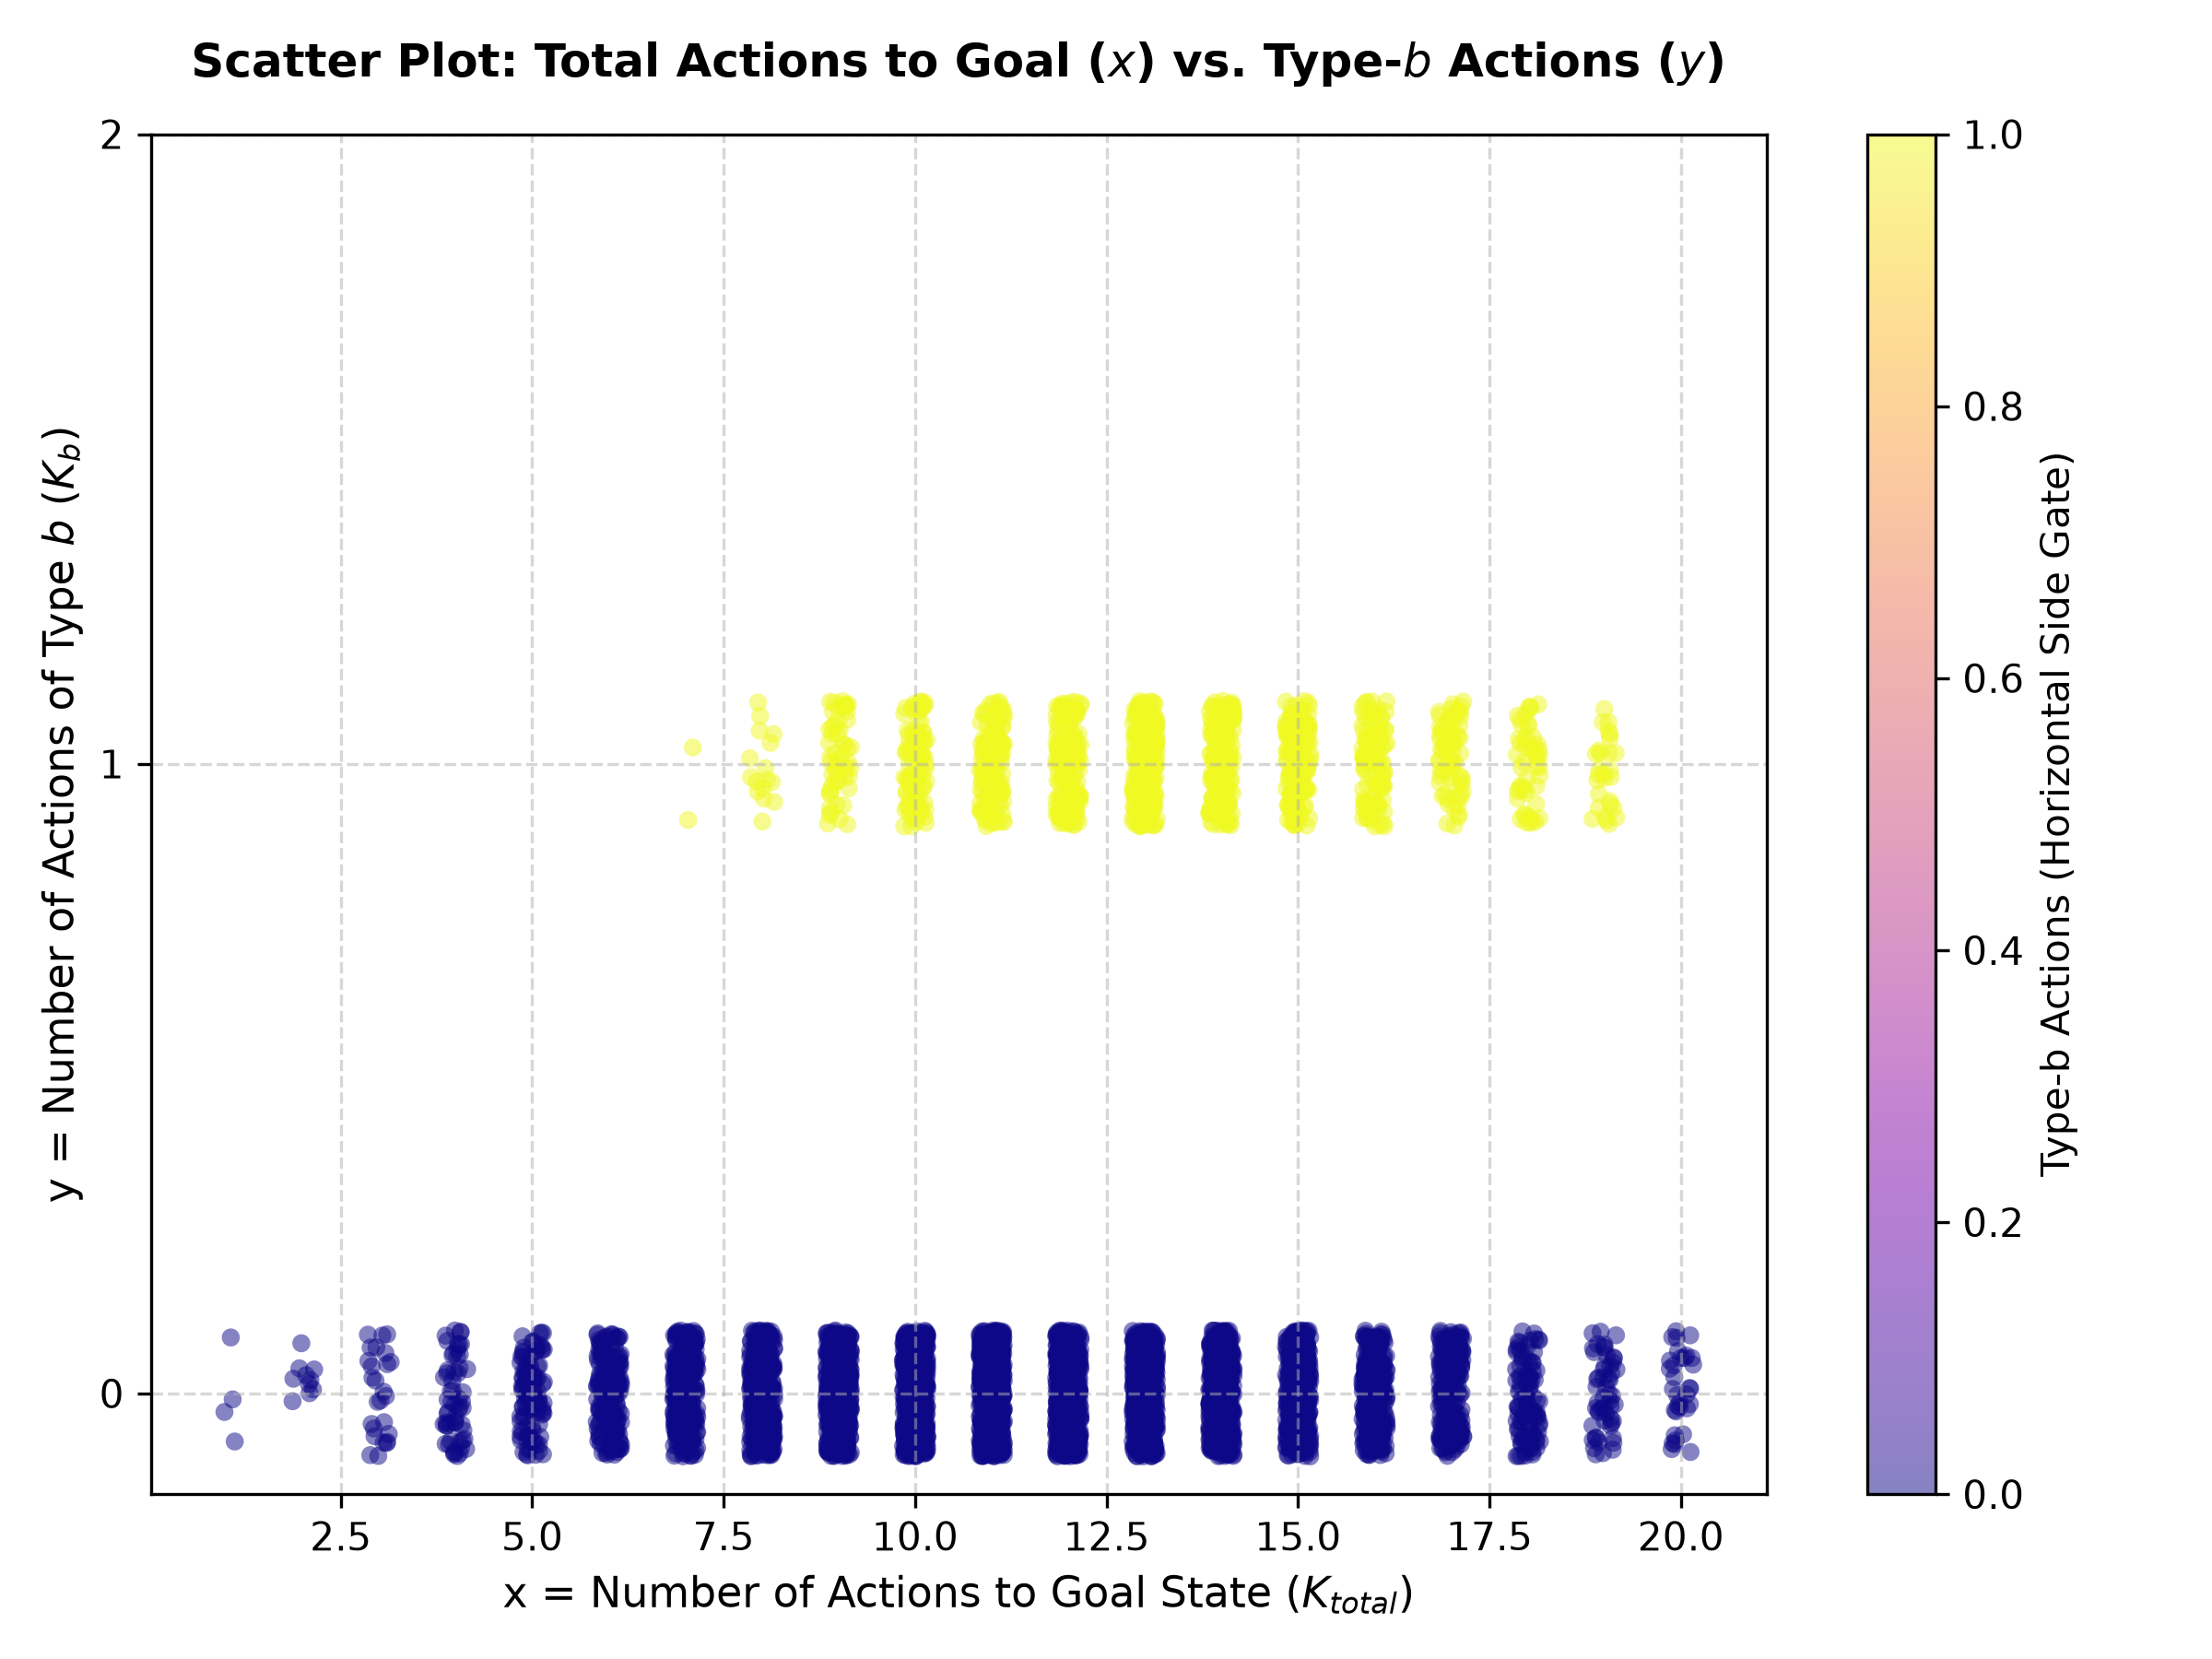 Scatter Plot: Total Actions to Goal (x) vs. Type-b Actions (y)
2
1
0
y = Number of Actions of Type b (K_b)
2.5 5.0 7.5 10.0 12.5 15.0 17.5 20.0
x = Number of Actions to Goal State (K_total)
1.0
0.8
0.6
0.4
0.2
0.0
Type-b Actions (Horizontal Side Gate)